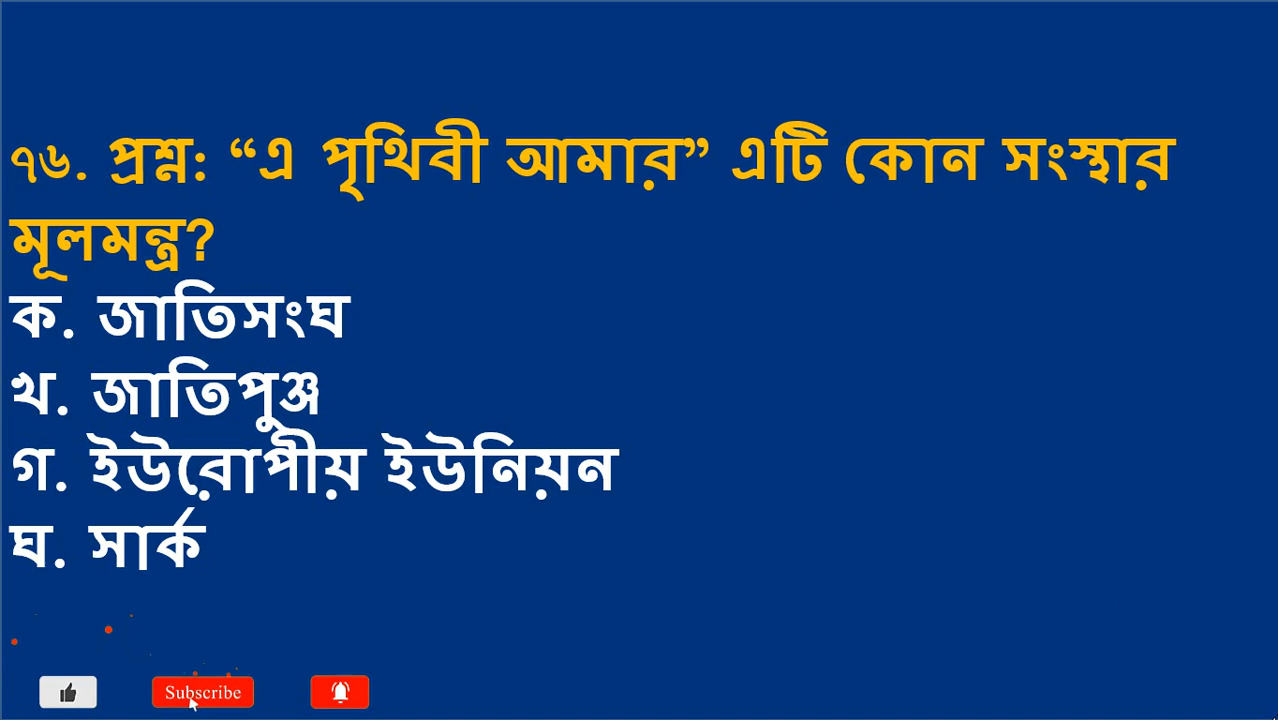 ৭৬. প্রশ্ন: “এ পৃথিবী আমার” এটি কোন সংস্থার
মূলমন্ত্র?
ক. জাতিসংঘ
খ. জাতিপুঞ্জ
গ. ইউরোপীয় ইউনিয়ন
ঘ. সার্ক
Subscribe